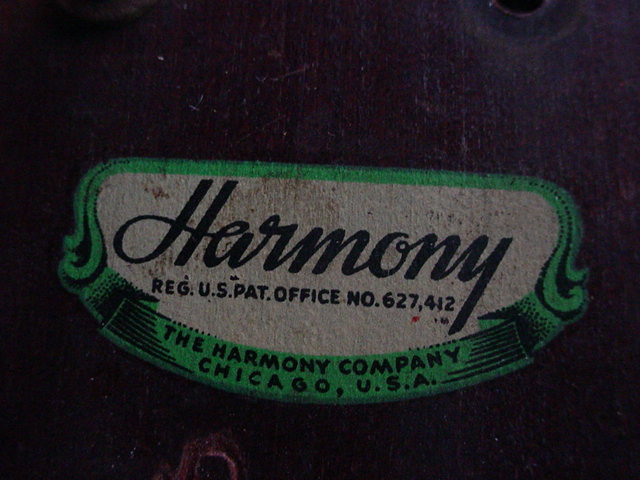 Harmony
REG. U.S. PAT. OFFICE NO. 627,412
THE HARMONY COMPANY
CHICAGO, U.S.A.